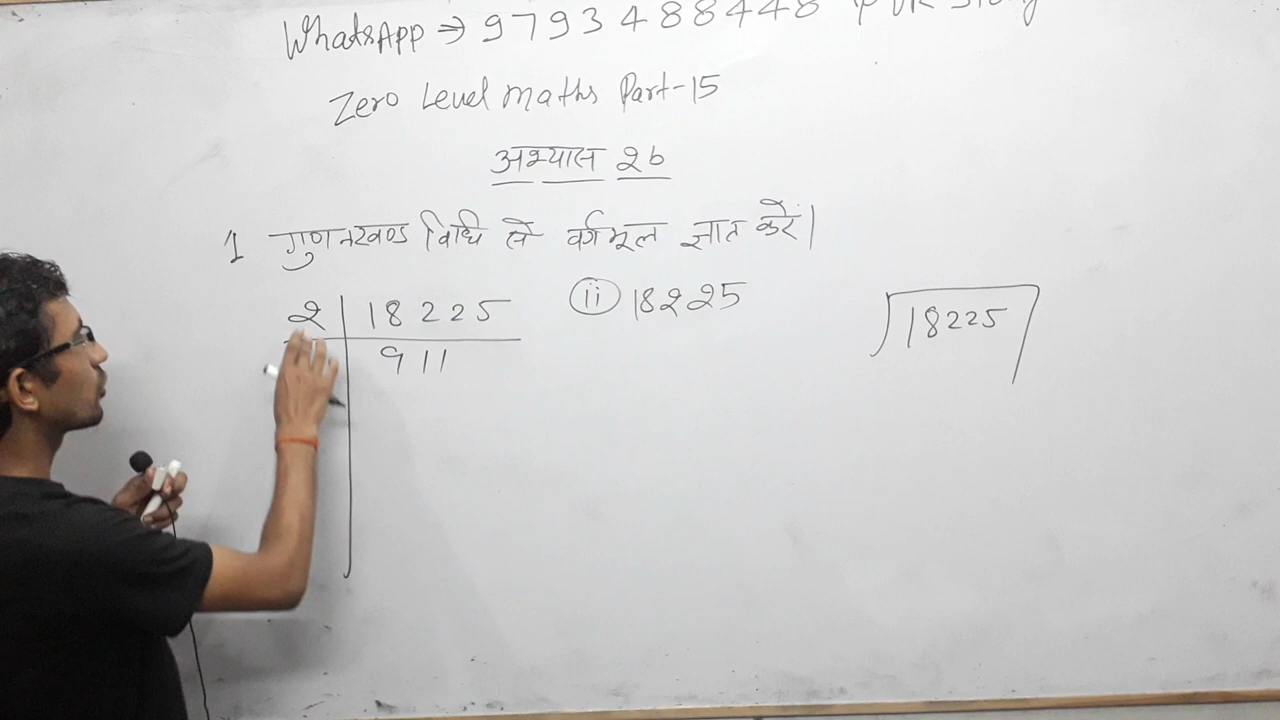 WhatsApp ⇒ 9793488448
Zero Level maths Part-15
अभ्यास 2b
1 गुणनखण्ड विधि से वर्गमूल ज्ञात करें।
2 | 18225
(ii) 18225
18225
911